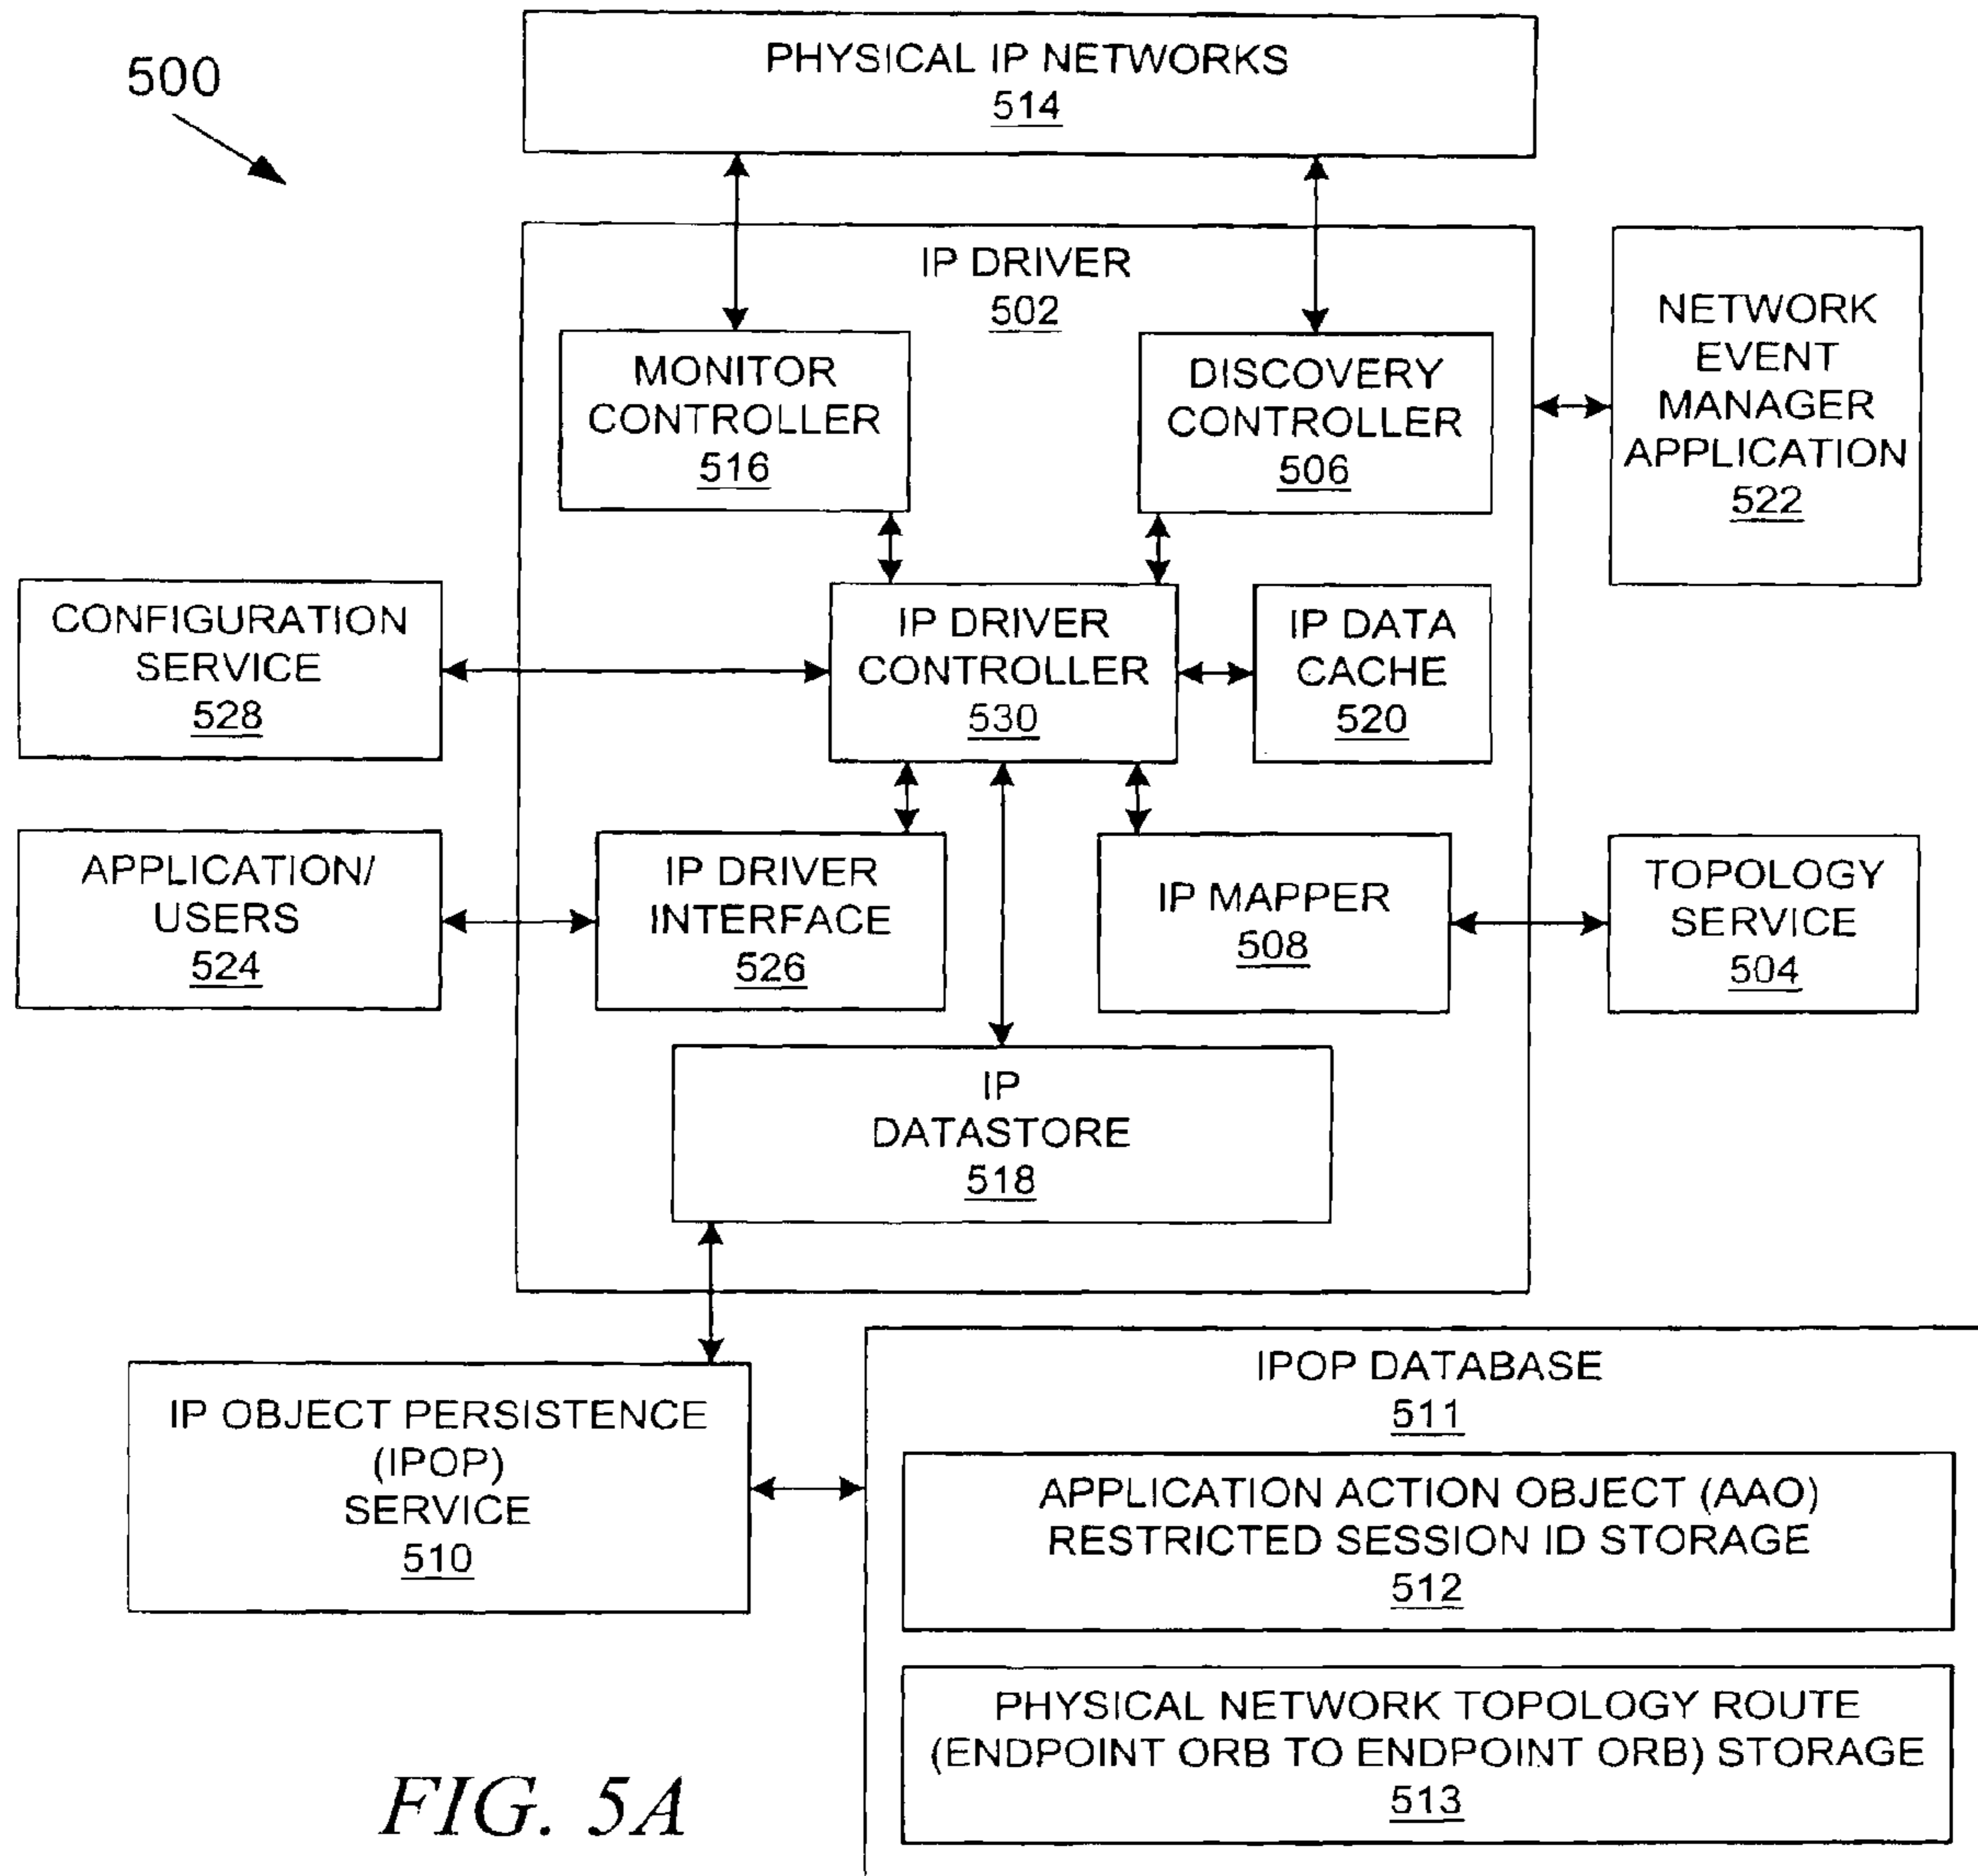 500
PHYSICAL IP NETWORKS
514
IP DRIVER
502
MONITOR
CONTROLLER
516
DISCOVERY
CONTROLLER
506
NETWORK
EVENT
MANAGER
APPLICATION
522
CONFIGURATION
SERVICE
528
IP DRIVER
CONTROLLER
530
IP DATA
CACHE
520
APPLICATION/
USERS
524
IP DRIVER
INTERFACE
526
IP MAPPER
508
TOPOLOGY
SERVICE
504
IP
DATASTORE
518
IP OBJECT PERSISTENCE
(IPOP)
SERVICE
510
IPOP DATABASE
511
APPLICATION ACTION OBJECT (AAO)
RESTRICTED SESSION ID STORAGE
512
PHYSICAL NETWORK TOPOLOGY ROUTE
(ENDPOINT ORB TO ENDPOINT ORB) STORAGE
513
FIG. 5A